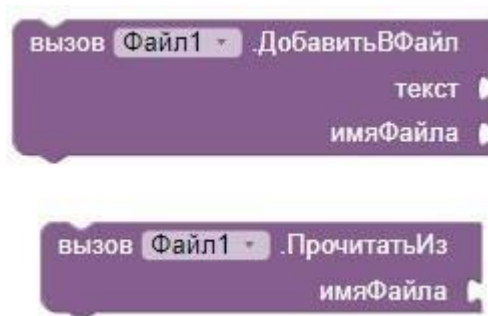 вызов Файл1 .ДобавитьВФайл
текст
имяФайла
вызов Файл1 .ПрочитатьИз
имяФайла